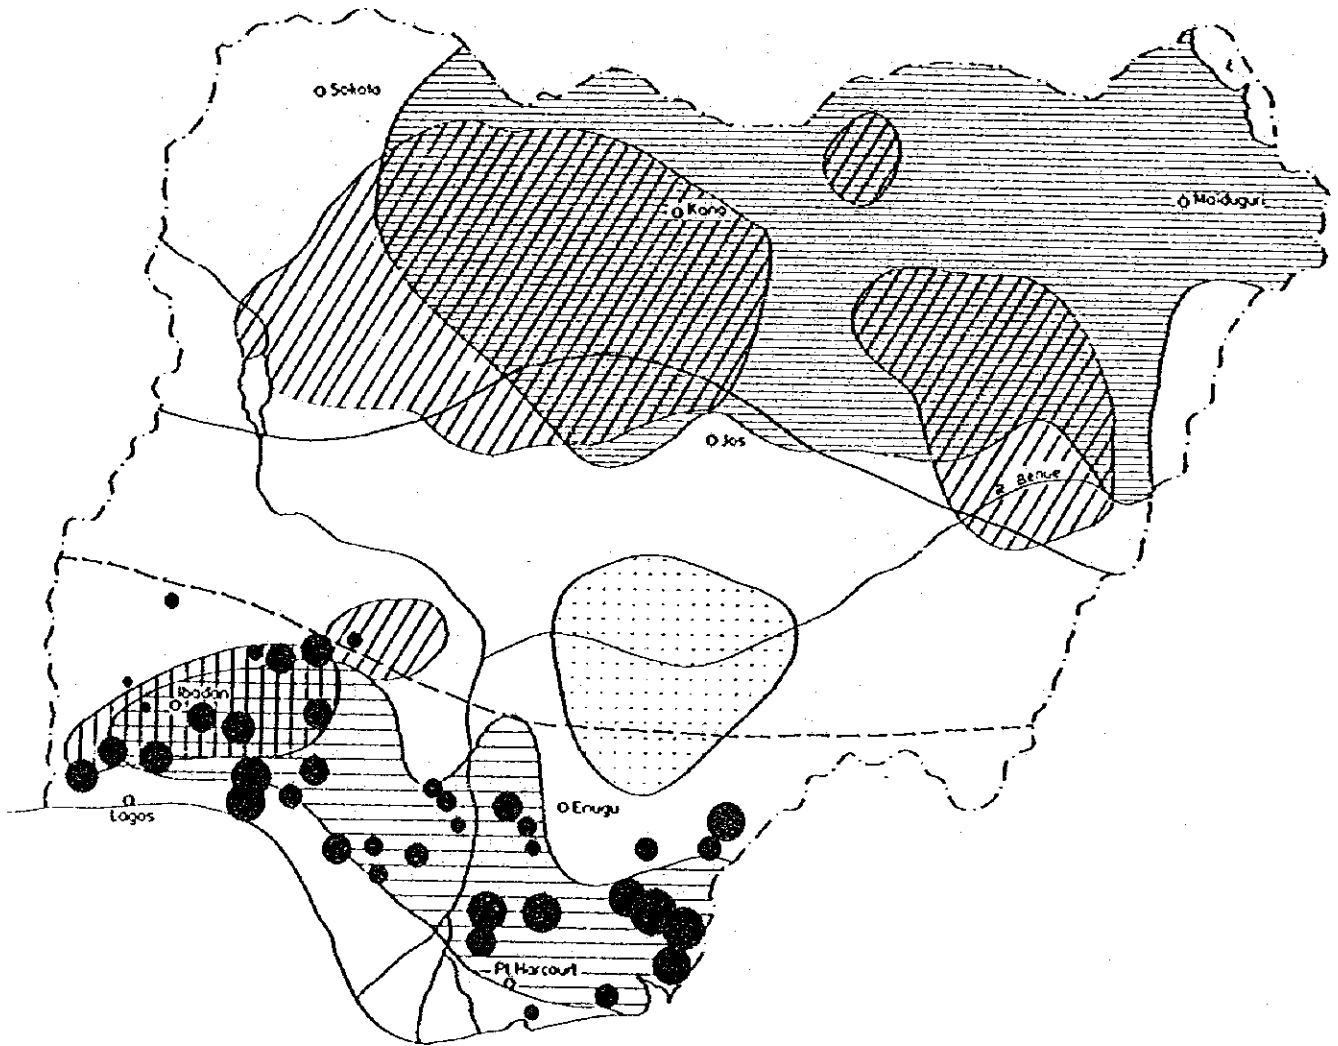 Sokoto
Kano
Maiduguri
Jos
R. Benue
Ibadan
Lagos
Enugu
Pt. Harcourt